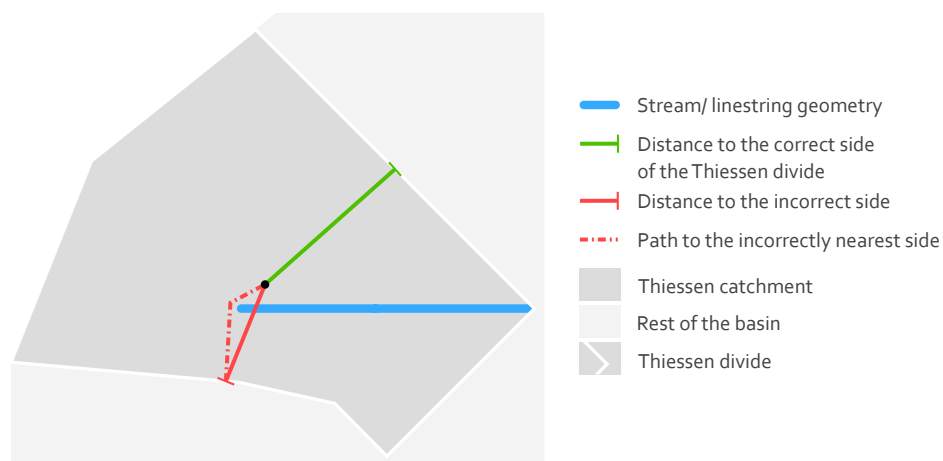 Stream/ linestring geometry
Distance to the correct side
of the Thiessen divide
Distance to the incorrect side
Path to the incorrectly nearest side
Thiessen catchment
Rest of the basin
Thiessen divide